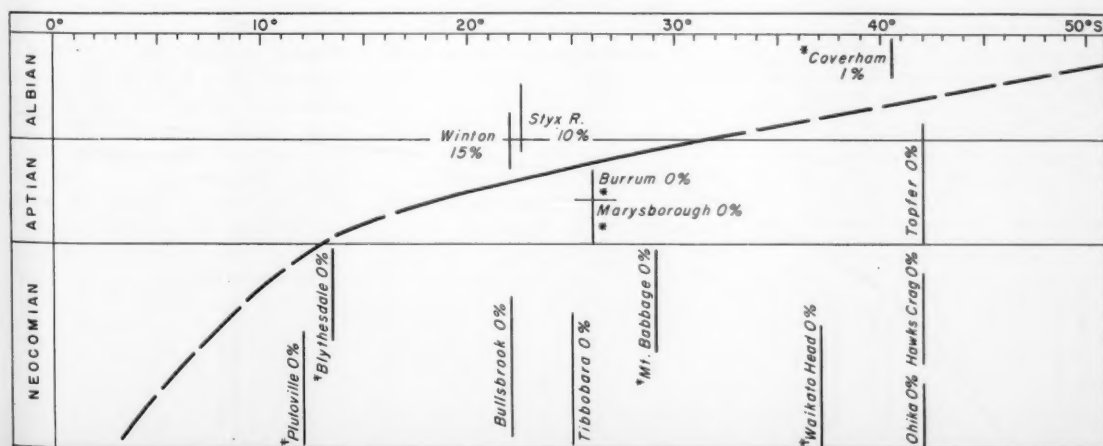 0° 10° 20° 30° 40° 50°S
ALBIAN
*Coverham
1%
Styx R.
10%
Winton
15%
APTIAN
Burrum 0%
*
Marysborough 0%
*
Topfer 0%
NEOCOMIAN
*Pluloville 0%
*Blythesdale 0%
Bullsbrook 0%
Tibbobara 0%
*Mt. Babbage 0%
*Waikato Head 0%
Ohika 0% Hawks Crag 0%